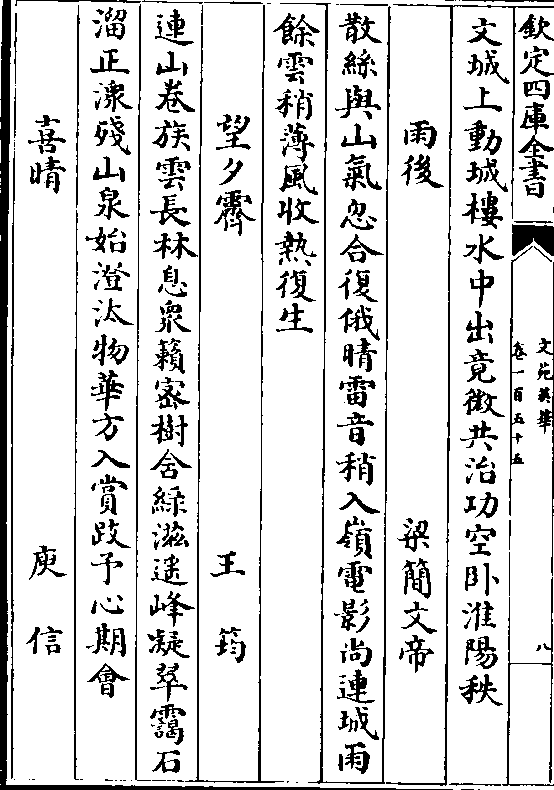 欽定四庫全書
文苑英華
卷一百五十五
八
文城上動城樓水中出竟微共治功空卧淮陽秩
雨後 梁簡文帝
散絲與山氣忽合復俄晴雷音稍入嶺電影尚連城雨
餘雲稍薄風收熱復生
望夕霽 王筠
連山卷族雲長林息衆籟密樹含緑滋遥峰凝翠靄石
溜正潨殘山泉始澄汰物華方入賞跂予心期會
喜晴 庾信